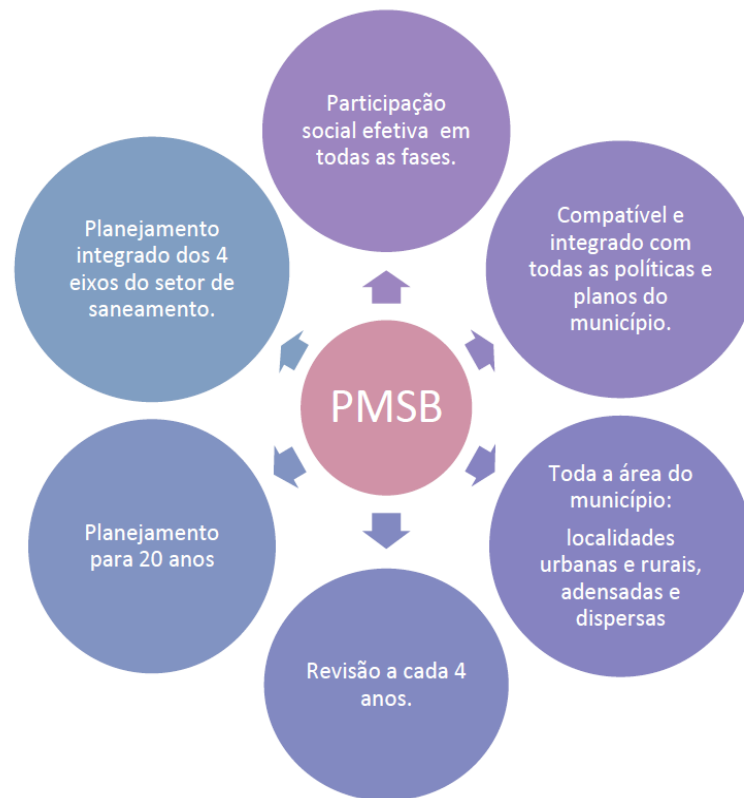 Participação
social efetiva em
todas as fases.
Planejamento
integrado dos 4
eixos do setor de
saneamento.
Compatível e
integrado com
todas as políticas e
planos do
município.
PMSB
Planejamento
para 20 anos
Toda a área do
município:
localidades
urbanas e rurais,
adensadas e
dispersas
Revisão a cada 4
anos.